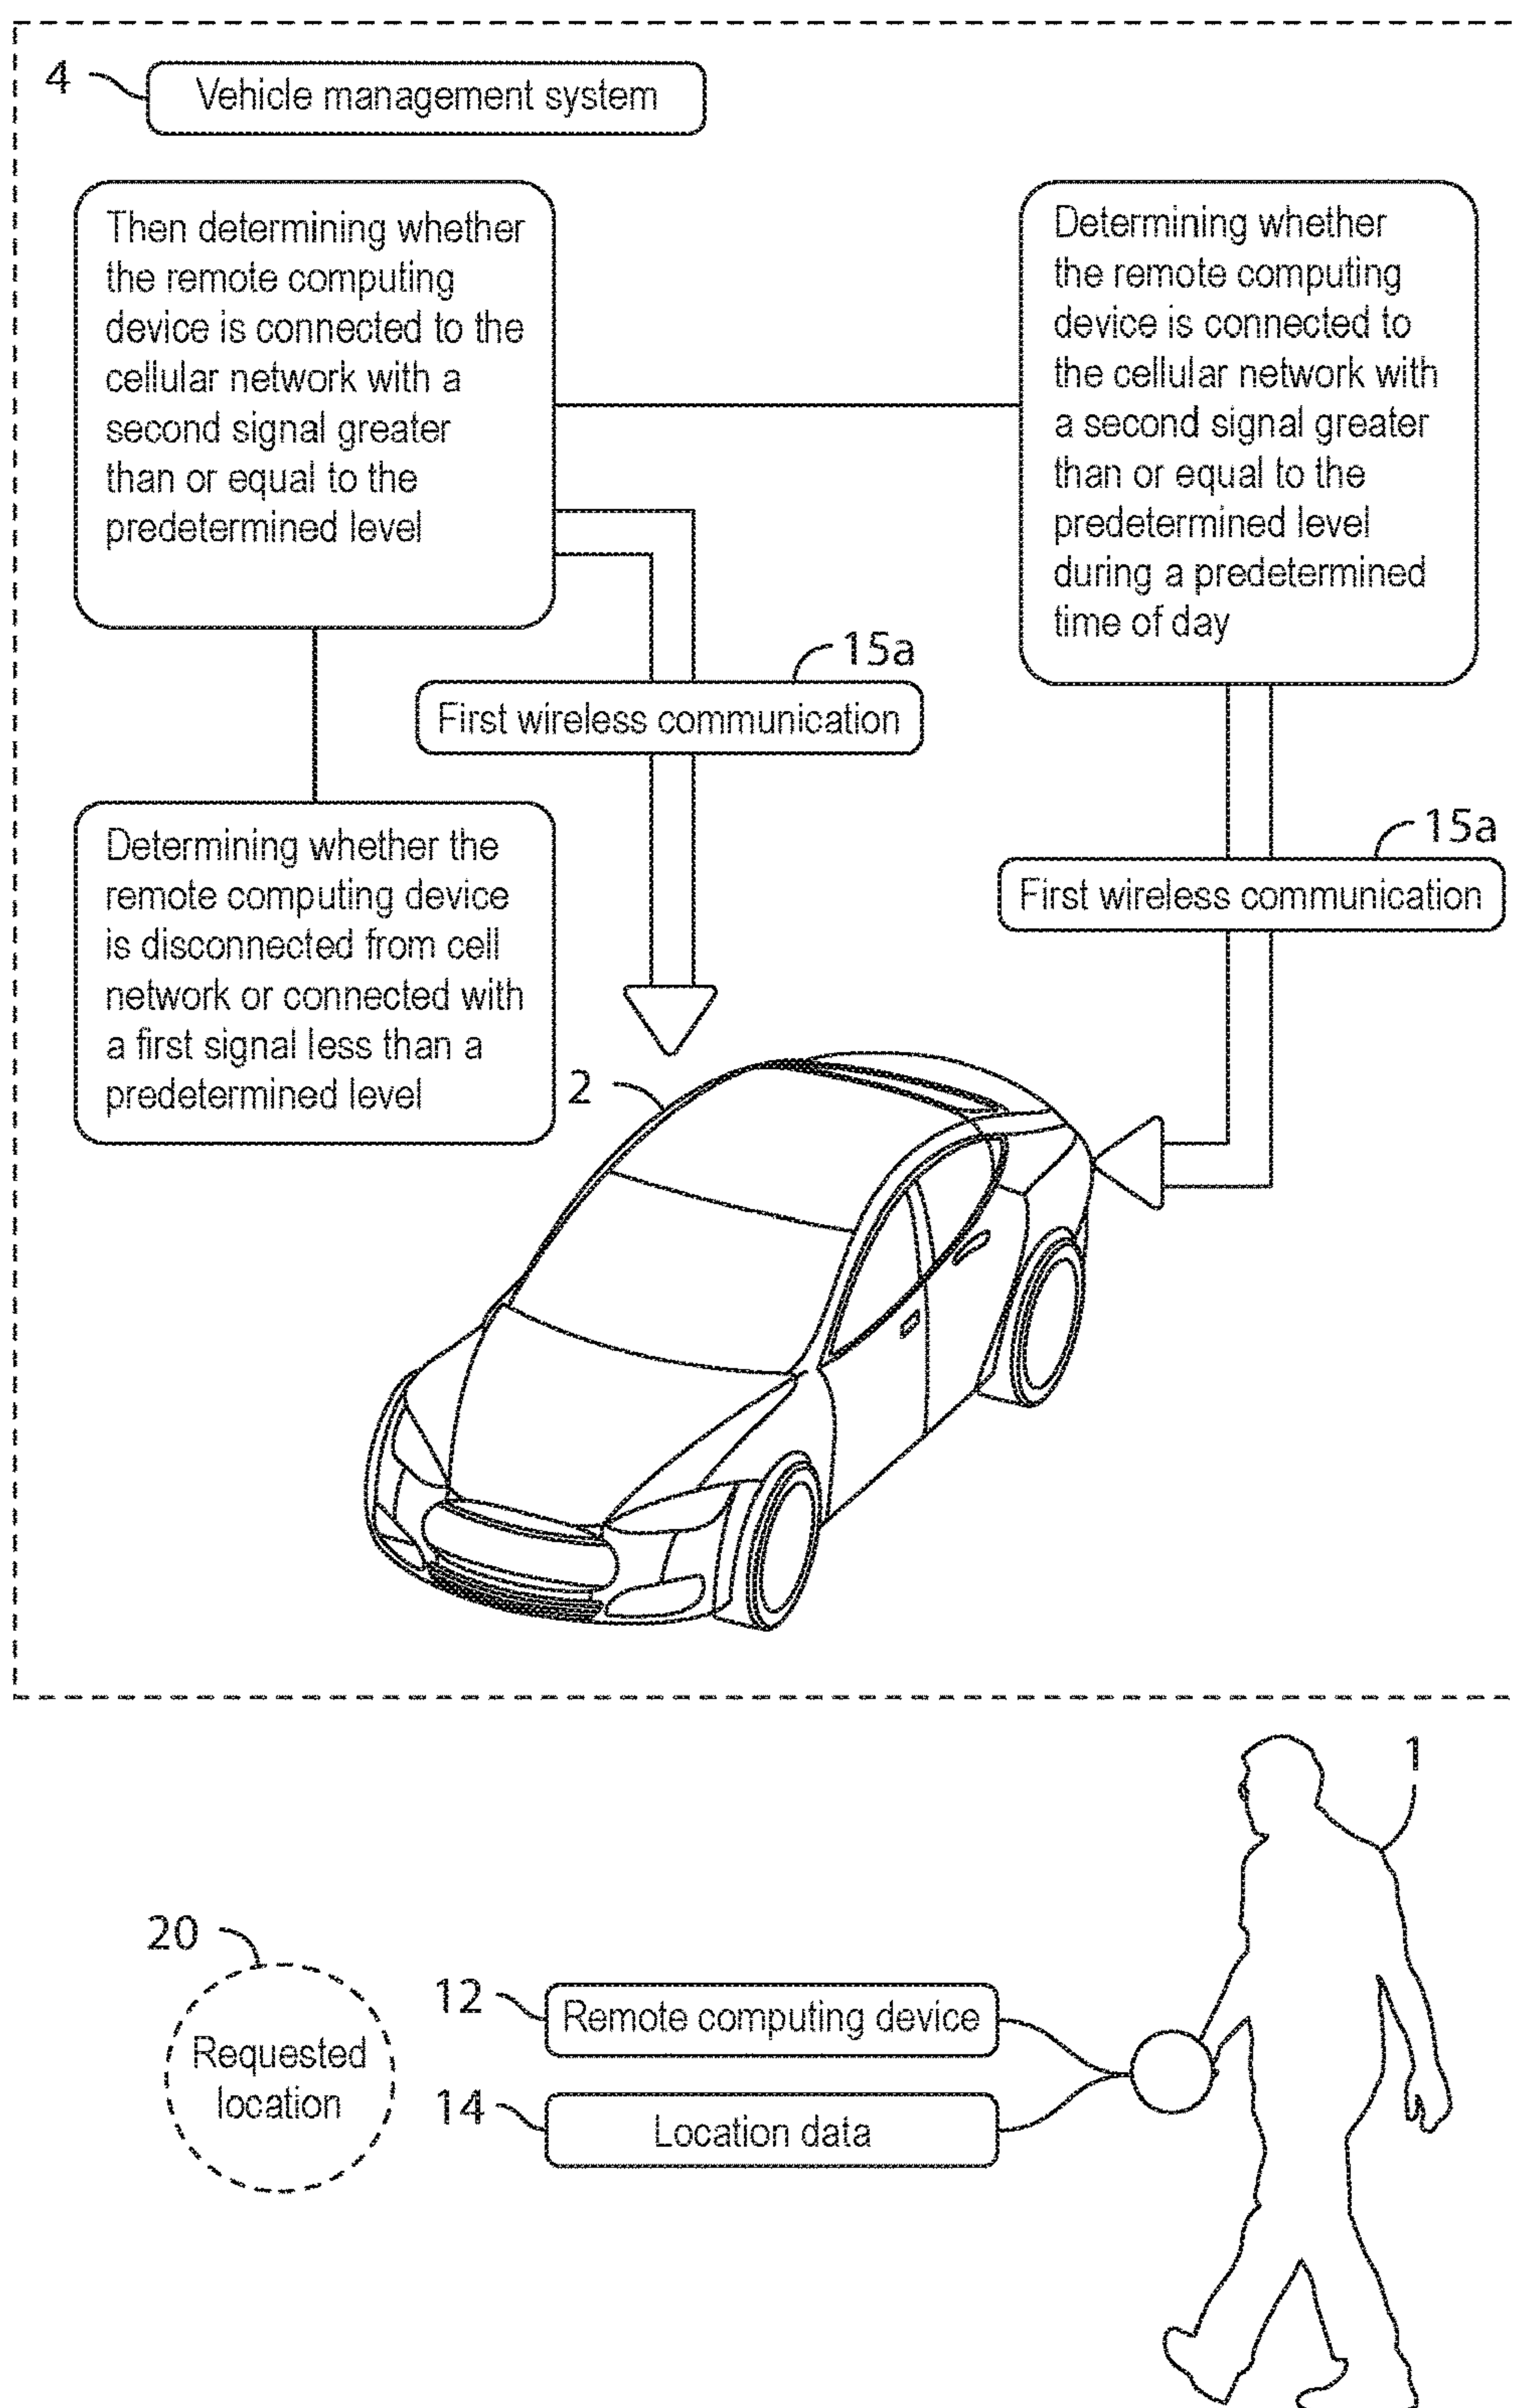 4
Vehicle management system
Then determining whether
the remote computing
device is connected to the
cellular network with a
second signal greater
than or equal to the
predetermined level
Determining whether
the remote computing
device is connected to
the cellular network with
a second signal greater
than or equal to the
predetermined level
during a predetermined
time of day
15a
First wireless communication
15a
First wireless communication
Determining whether the
remote computing device
is disconnected from cell
network or connected with
a first signal less than a
predetermined level
2
1
20
Requested
location
12
Remote computing device
14
Location data